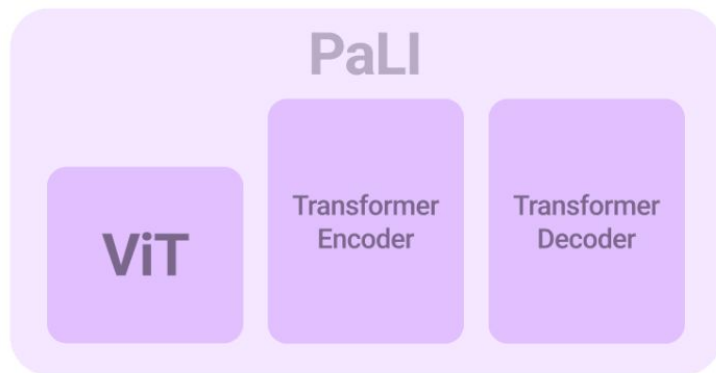 PaLI
ViT
Transformer
Encoder
Transformer
Decoder